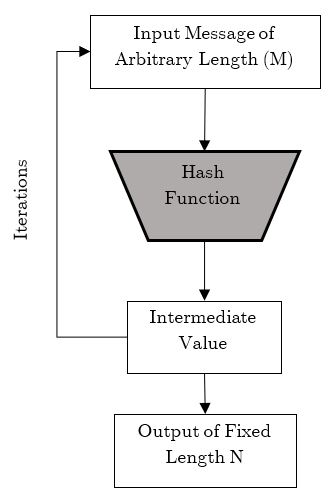 Input Message of
Arbitrary Length (M)
Hash
Function
Iterations
Intermediate
Value
Output of Fixed
Length N